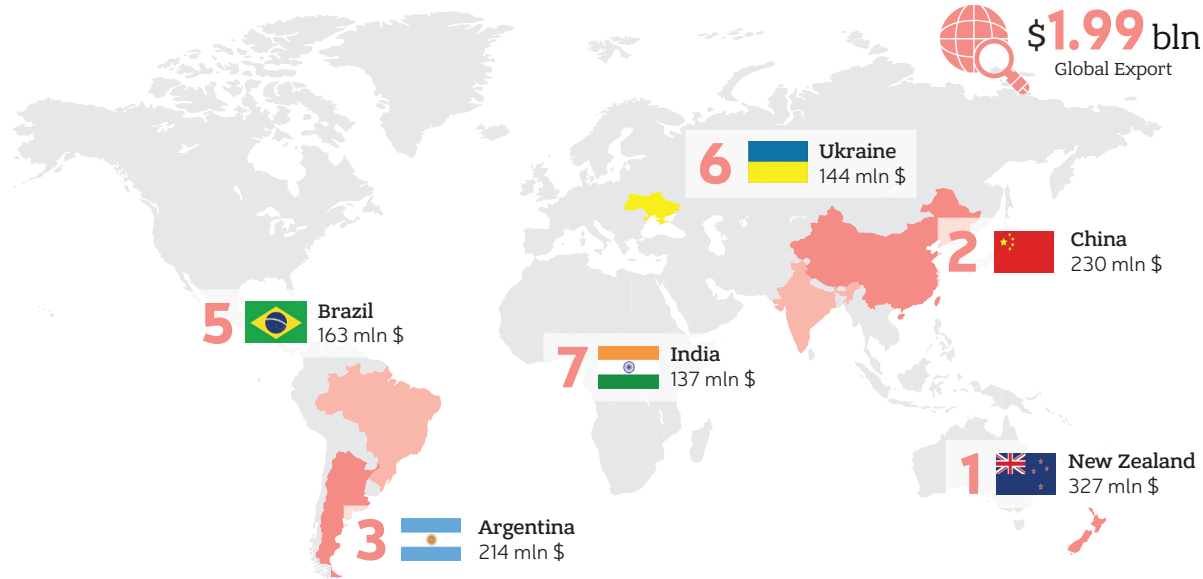 $1.99 bln
Global Export
6
Ukraine
144 mln $
2
China
230 mln $
5
Brazil
163 mln $
7
India
137 mln $
1
New Zealand
327 mln $
3
Argentina
214 mln $